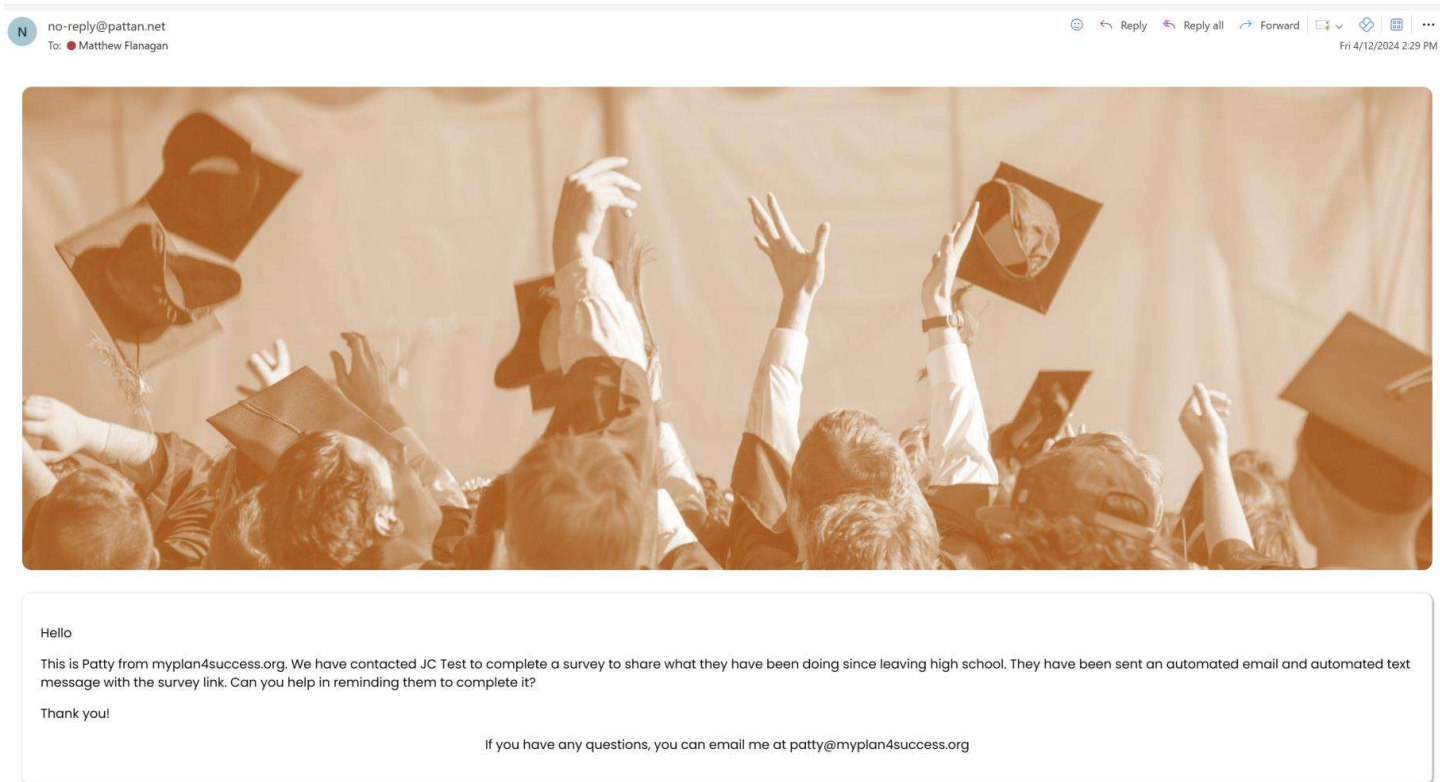 N
no-reply@pattan.net
To: Matthew Flanagan
Reply
Reply all
Forward
Fri 4/12/2024 2:29 PM
Hello
This is Patty from myplan4success.org. We have contacted JC Test to complete a survey to share what they have been doing since leaving high school. They have been sent an automated email and automated text
message with the survey link. Can you help in reminding them to complete it?
Thank you!
If you have any questions, you can email me at patty@myplan4success.org